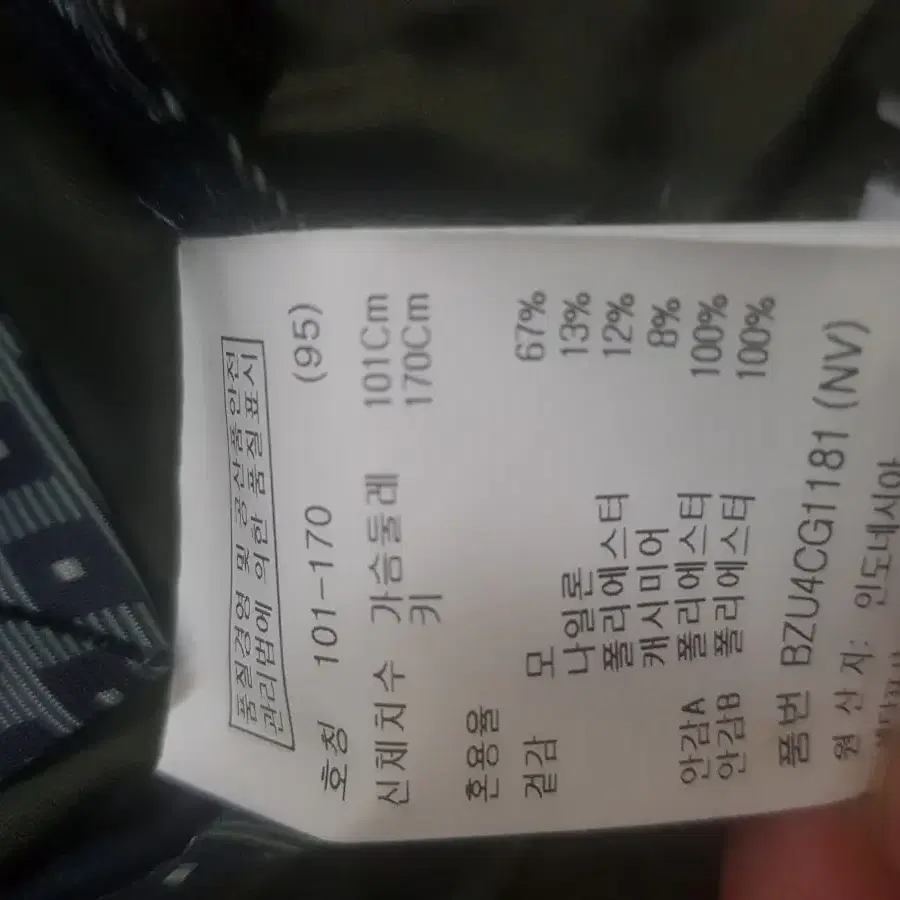 품질경영 및 공산품안전
관리법에 의한 품질표시
호칭 101-170 (95)
신체치수 가슴둘레 101Cm
키 170Cm
혼용율
겉감 모 67%
나일론 13%
폴리에스터 12%
캐시미어 8%
안감A 폴리에스터 100%
안감B 폴리에스터 100%
품번 BZU4CG1181 (NV)
원 산 지: 인도네시아